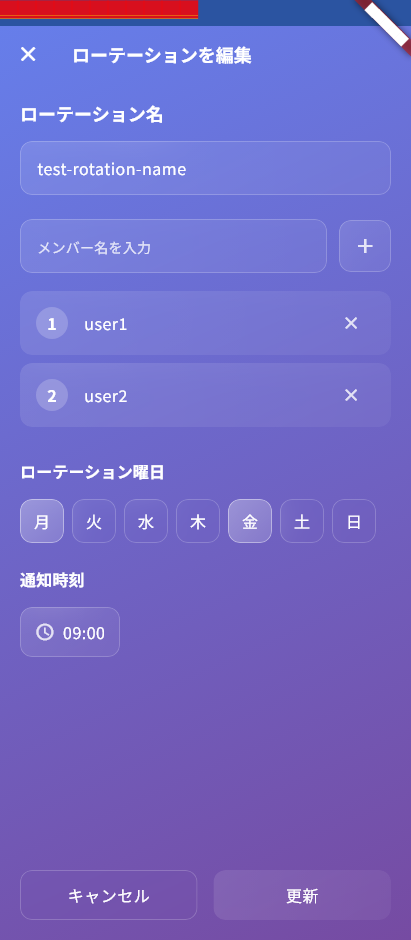 ローテーションを編集
ローテーション名
test-rotation-name
メンバー名を入力
1 user1
2 user2
ローテーション曜日
月 火 水 木 金 土 日
通知時刻
09:00
キャンセル 更新